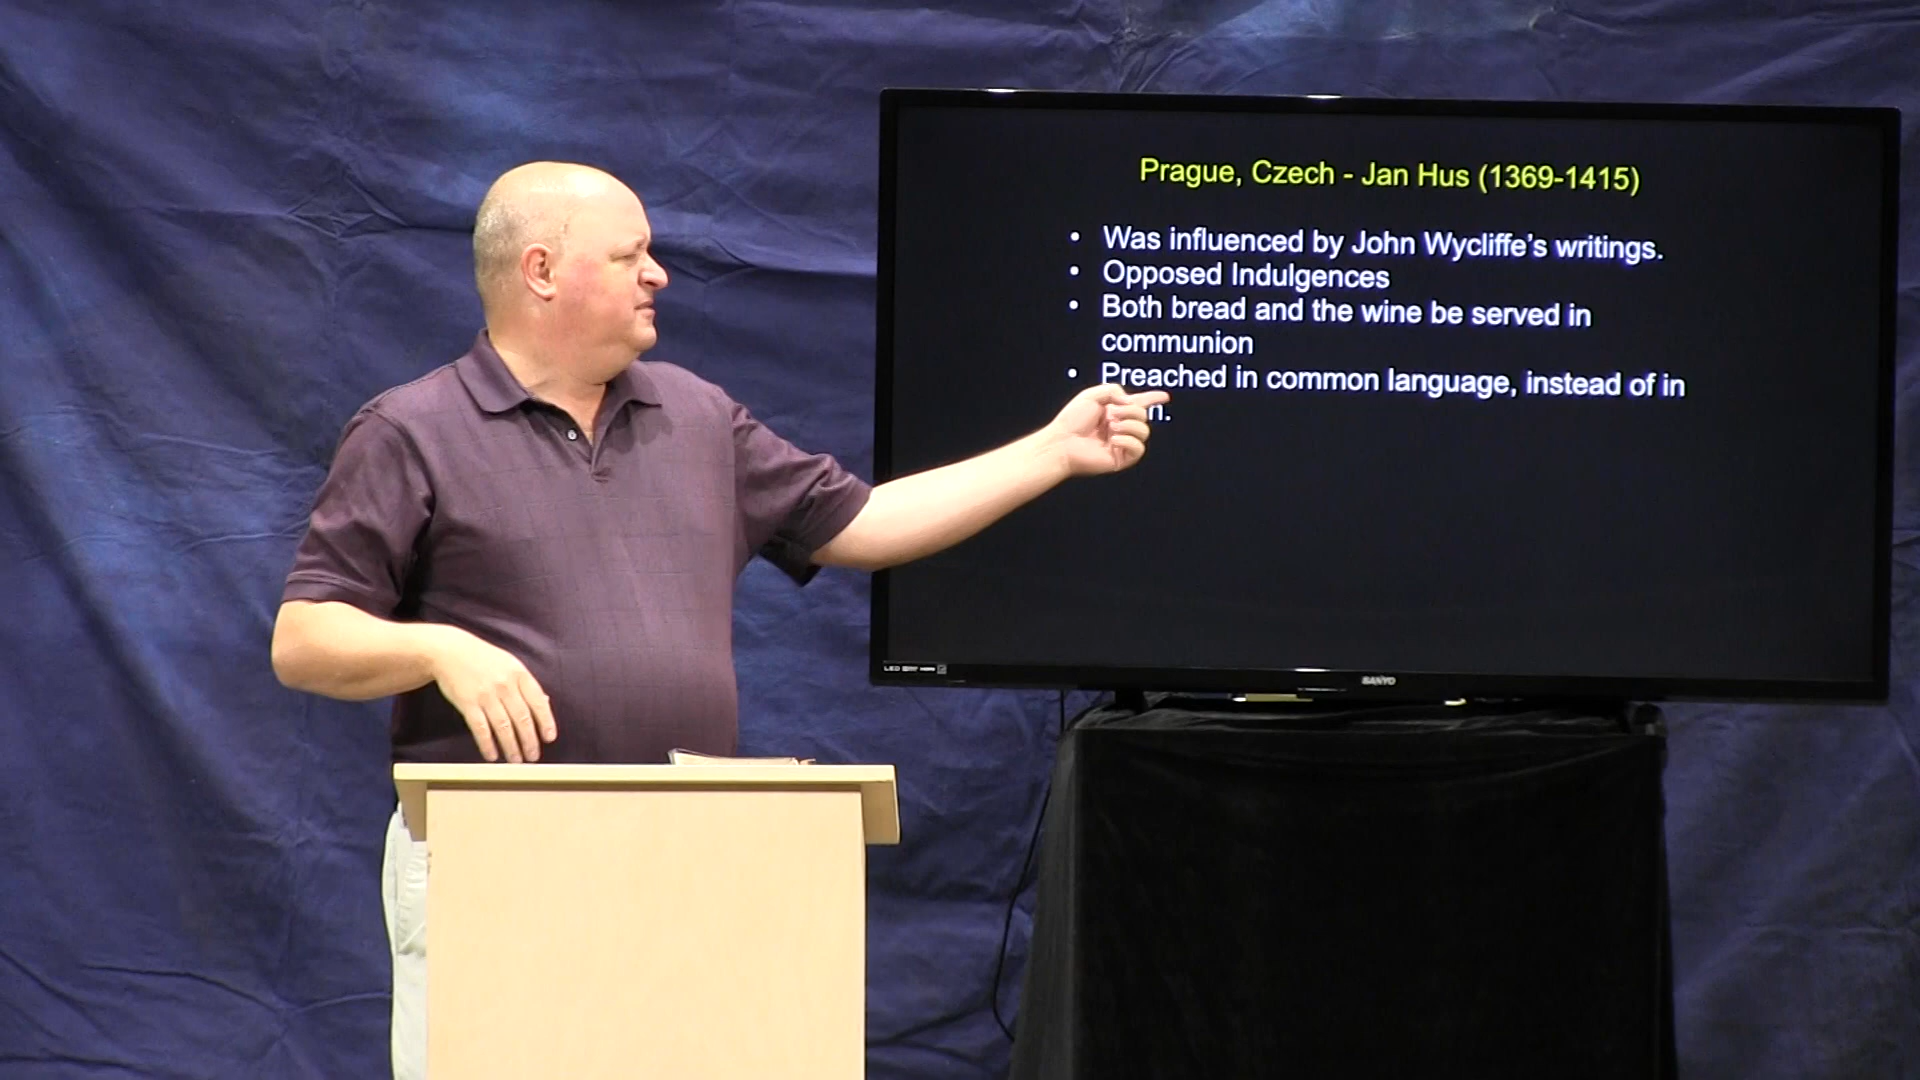 Prague, Czech - Jan Hus (1369-1415)
• Was influenced by John Wycliffe’s writings.
• Opposed Indulgences
• Both bread and the wine be served in
communion
• Preached in common language, instead of in
LED
SANYO